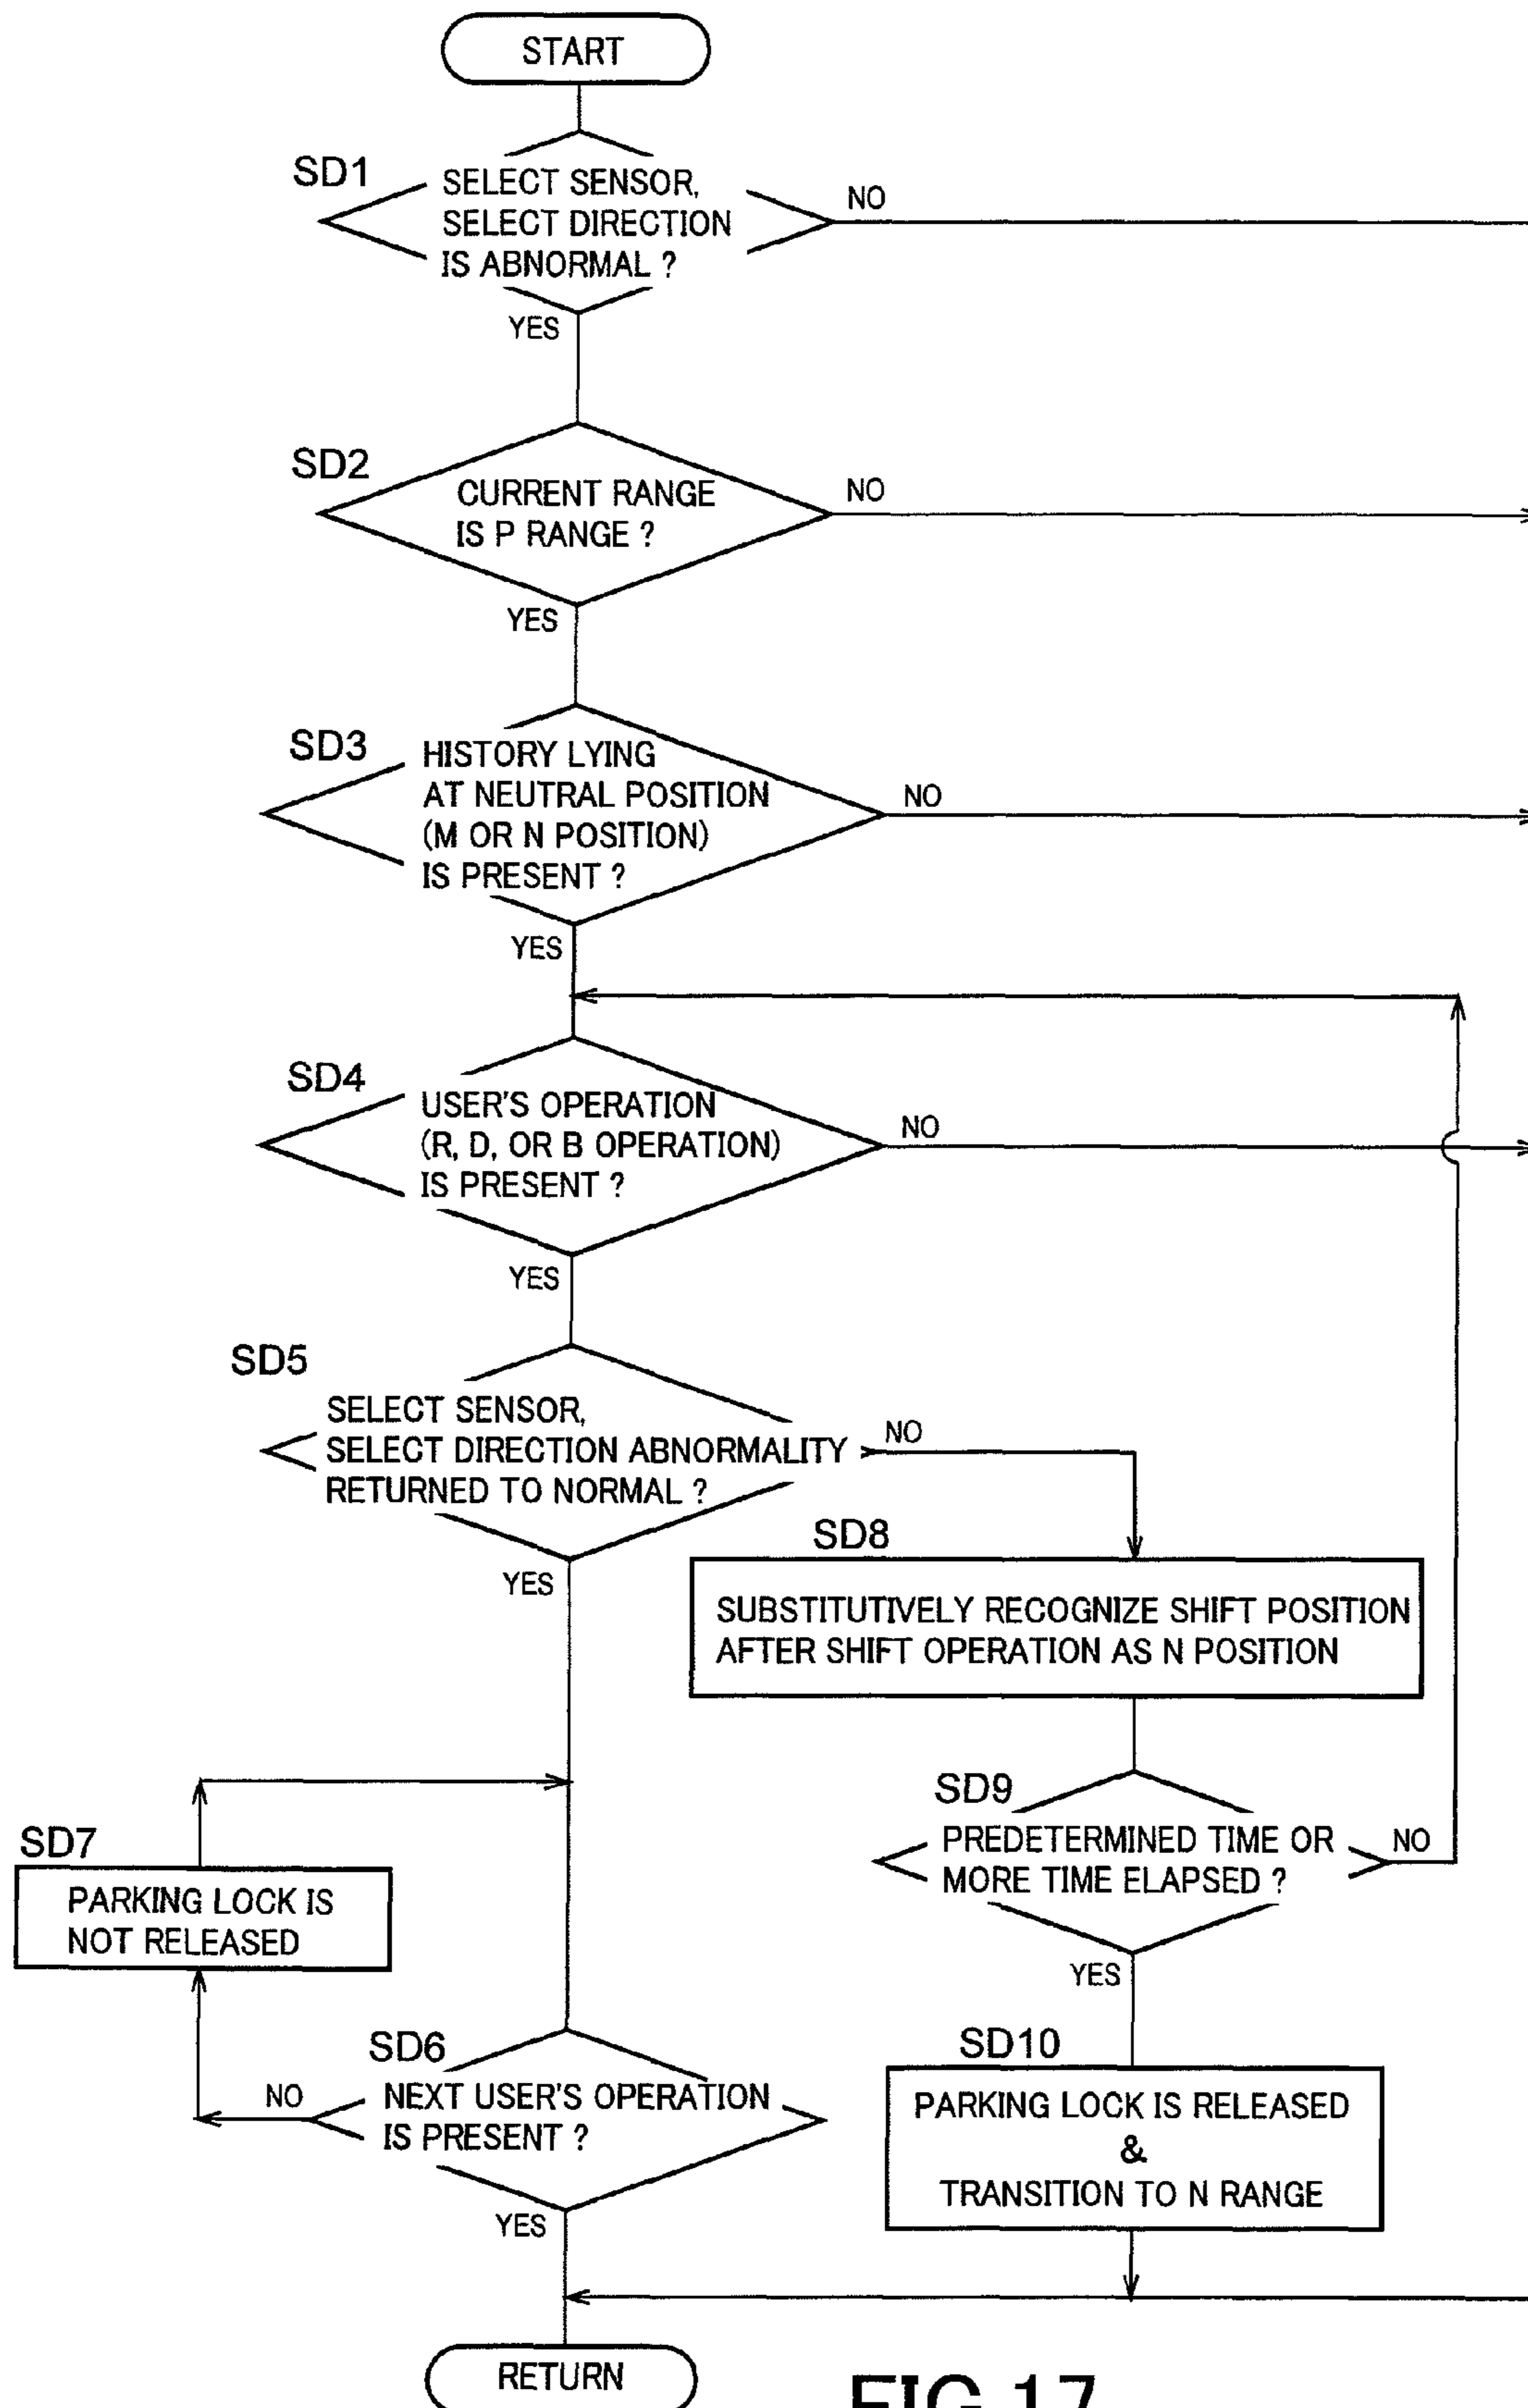 START
SD1
SELECT SENSOR,
SELECT DIRECTION
IS ABNORMAL ?
NO
YES
SD2
CURRENT RANGE
IS P RANGE ?
NO
YES
SD3
HISTORY LYING
AT NEUTRAL POSITION
(M OR N POSITION)
IS PRESENT ?
NO
YES
SD4
USER'S OPERATION
(R, D, OR B OPERATION)
IS PRESENT ?
NO
YES
SD5
SELECT SENSOR,
SELECT DIRECTION ABNORMALITY
RETURNED TO NORMAL ?
NO
YES
SD8
SUBSTITUTIVELY RECOGNIZE SHIFT POSITION
AFTER SHIFT OPERATION AS N POSITION
SD9
PREDETERMINED TIME OR
MORE TIME ELAPSED ?
NO
YES
SD7
PARKING LOCK IS
NOT RELEASED
SD6
NEXT USER'S OPERATION
IS PRESENT ?
NO
YES
SD10
PARKING LOCK IS RELEASED
&
TRANSITION TO N RANGE
RETURN
FIG.17